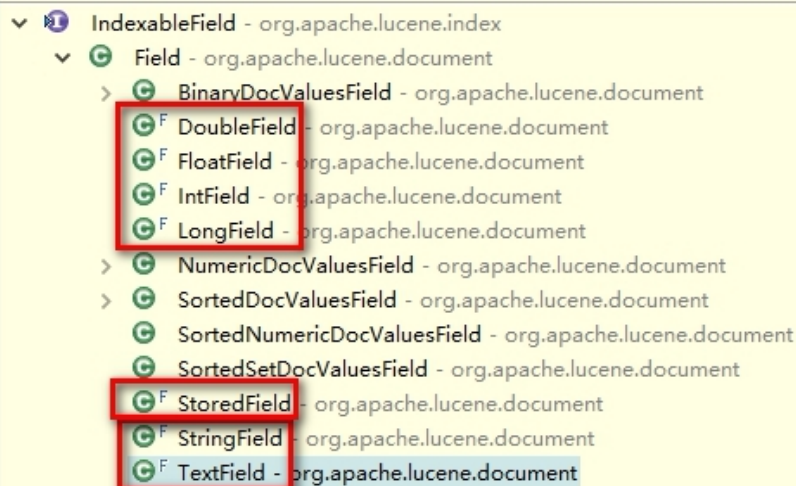 IndexableField - org.apache.lucene.index
Field - org.apache.lucene.document
BinaryDocValuesField - org.apache.lucene.document
DoubleField - org.apache.lucene.document
FloatField - org.apache.lucene.document
IntField - org.apache.lucene.document
LongField - org.apache.lucene.document
NumericDocValuesField - org.apache.lucene.document
SortedDocValuesField - org.apache.lucene.document
SortedNumericDocValuesField - org.apache.lucene.document
SortedSetDocValuesField - org.apache.lucene.document
StoredField - org.apache.lucene.document
StringField - org.apache.lucene.document
TextField - org.apache.lucene.document